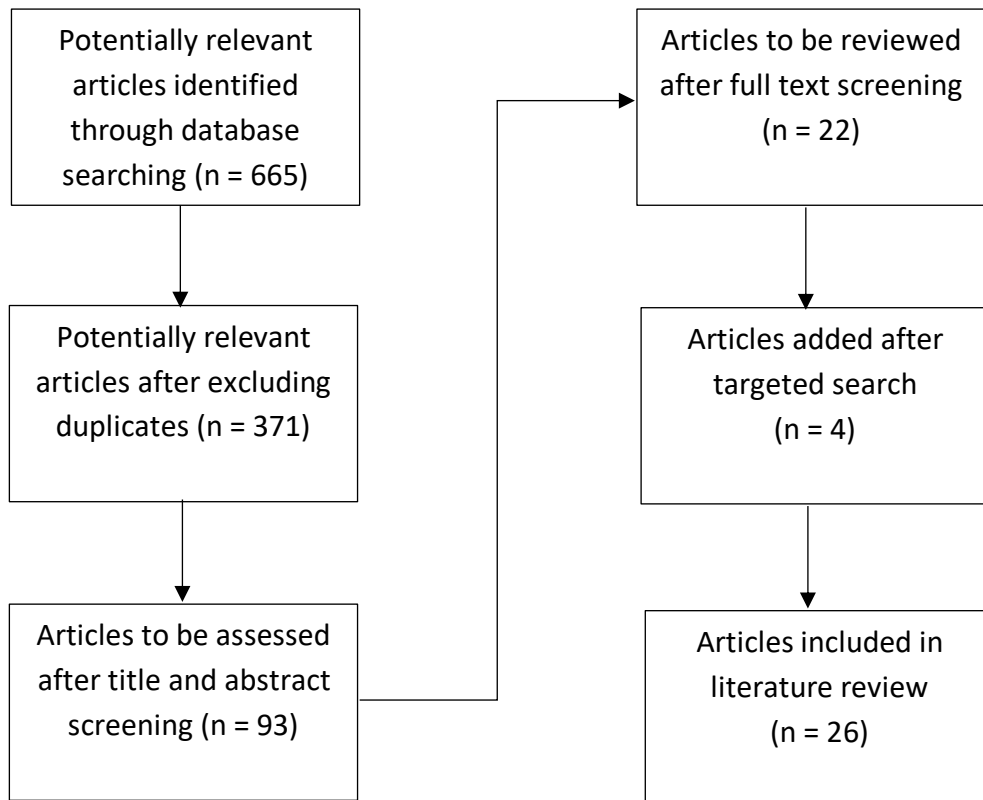 Potentially relevant
articles identified
through database
searching (n = 665)
Potentially relevant
articles after excluding
duplicates (n = 371)
Articles to be assessed
after title and abstract
screening (n = 93)
Articles to be reviewed
after full text screening
(n = 22)
Articles added after
targeted search
(n = 4)
Articles included in
literature review
(n = 26)